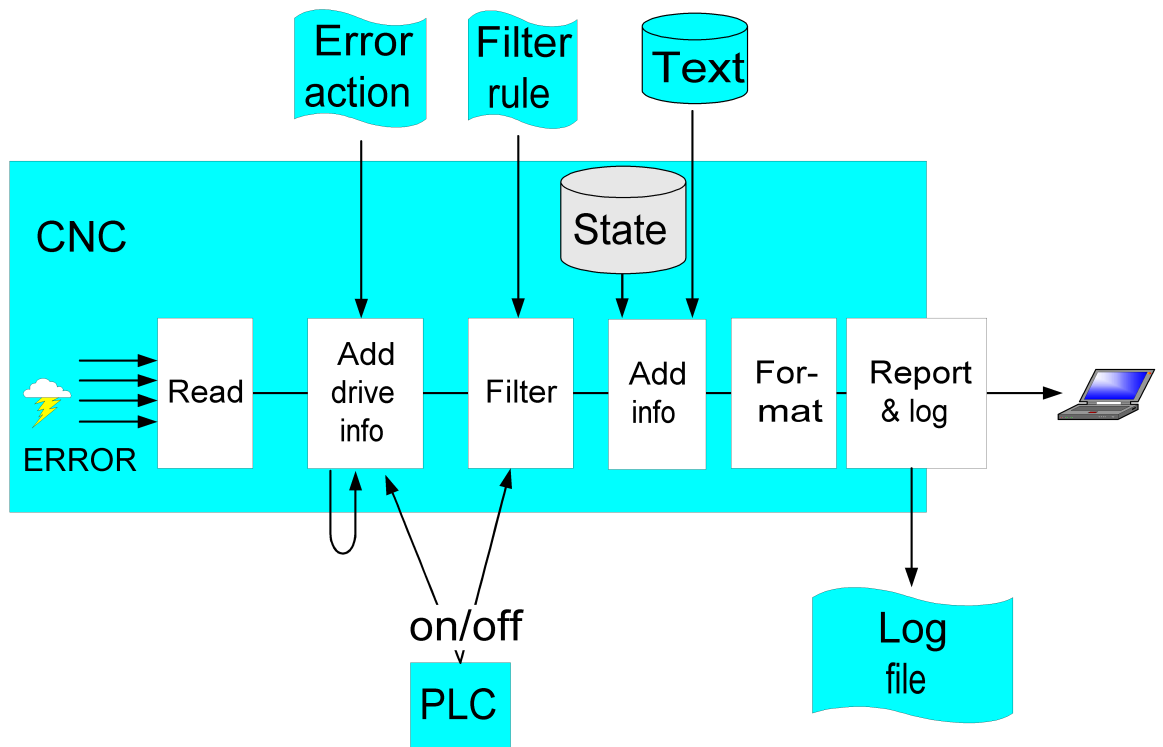 Error
action
Filter
rule
Text
CNC
State
ERROR
Read
Add
drive
info
Filter
Add
info
For-
mat
Report
& log
on/off
PLC
Log
file